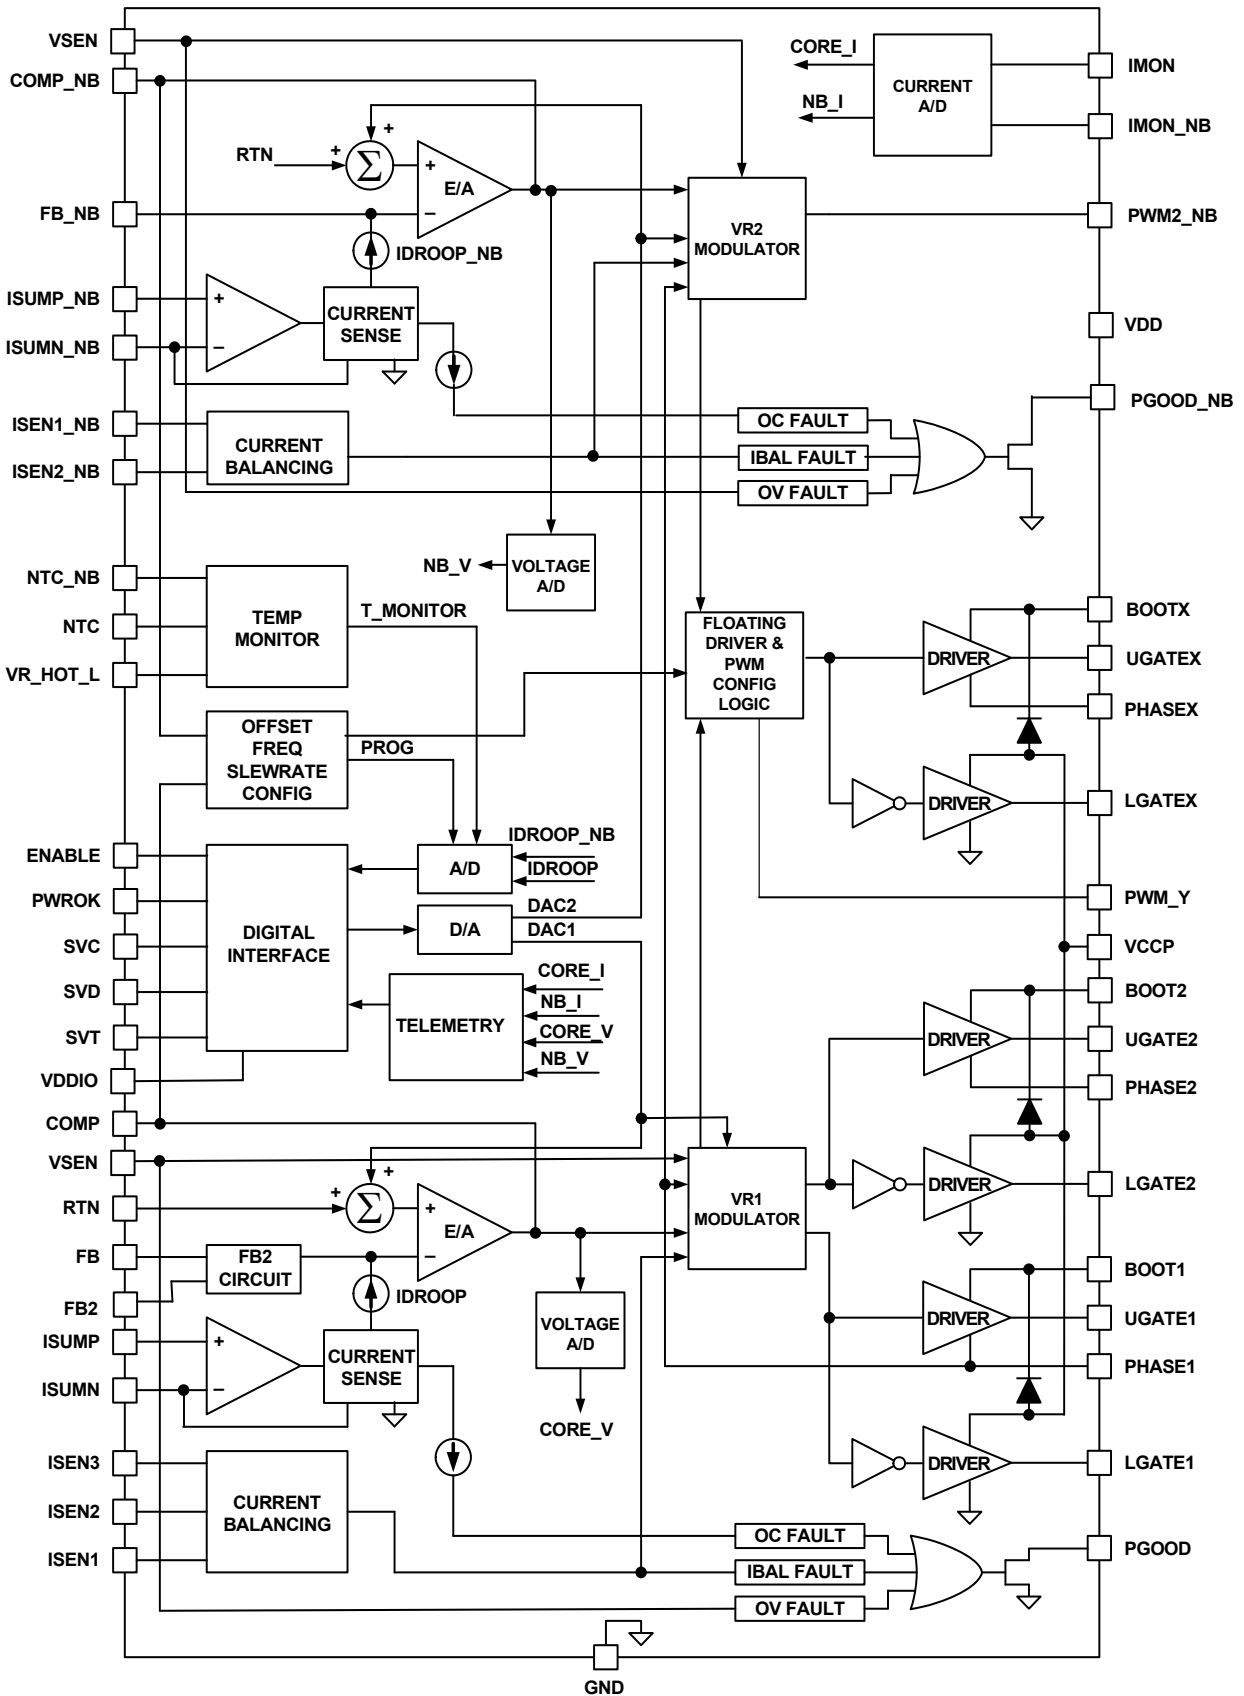 VSEN
COMP_NB
CORE_I
NB_I
CURRENT
A/D
IMON
IMON_NB
RTN
+
+
Σ
+
−
E/A
FB_NB
IDROOP_NB
VR2
MODULATOR
PWM2_NB
ISUMP_NB
ISUMN_NB
+
−
CURRENT
SENSE
VDD
PGOOD_NB
ISEN1_NB
ISEN2_NB
CURRENT
BALANCING
OC FAULT
IBAL FAULT
OV FAULT
NB_V
VOLTAGE
A/D
NTC_NB
NTC
VR_HOT_L
TEMP
MONITOR
T_MONITOR
FLOATING
DRIVER &
PWM
CONFIG
LOGIC
DRIVER
BOOTX
UGATEX
PHASEX
OFFSET
FREQ
SLEWRATE
CONFIG
PROG
DRIVER
LGATEX
ENABLE
PWROK
SVC
SVD
SVT
VDDIO
DIGITAL
INTERFACE
A/D
IDROOP_NB
IDROOP
D/A
DAC2
DAC1
TELEMETRY
CORE_I
NB_I
CORE_V
NB_V
PWM_Y
VCCP
BOOT2
UGATE2
PHASE2
DRIVER
COMP
VSEN
RTN
+
+
Σ
+
−
E/A
VR1
MODULATOR
DRIVER
LGATE2
FB
FB2
FB2
CIRCUIT
IDROOP
BOOT1
UGATE1
PHASE1
DRIVER
ISUMP
ISUMN
+
−
CURRENT
SENSE
VOLTAGE
A/D
CORE_V
DRIVER
LGATE1
ISEN3
ISEN2
ISEN1
CURRENT
BALANCING
OC FAULT
IBAL FAULT
OV FAULT
PGOOD
GND